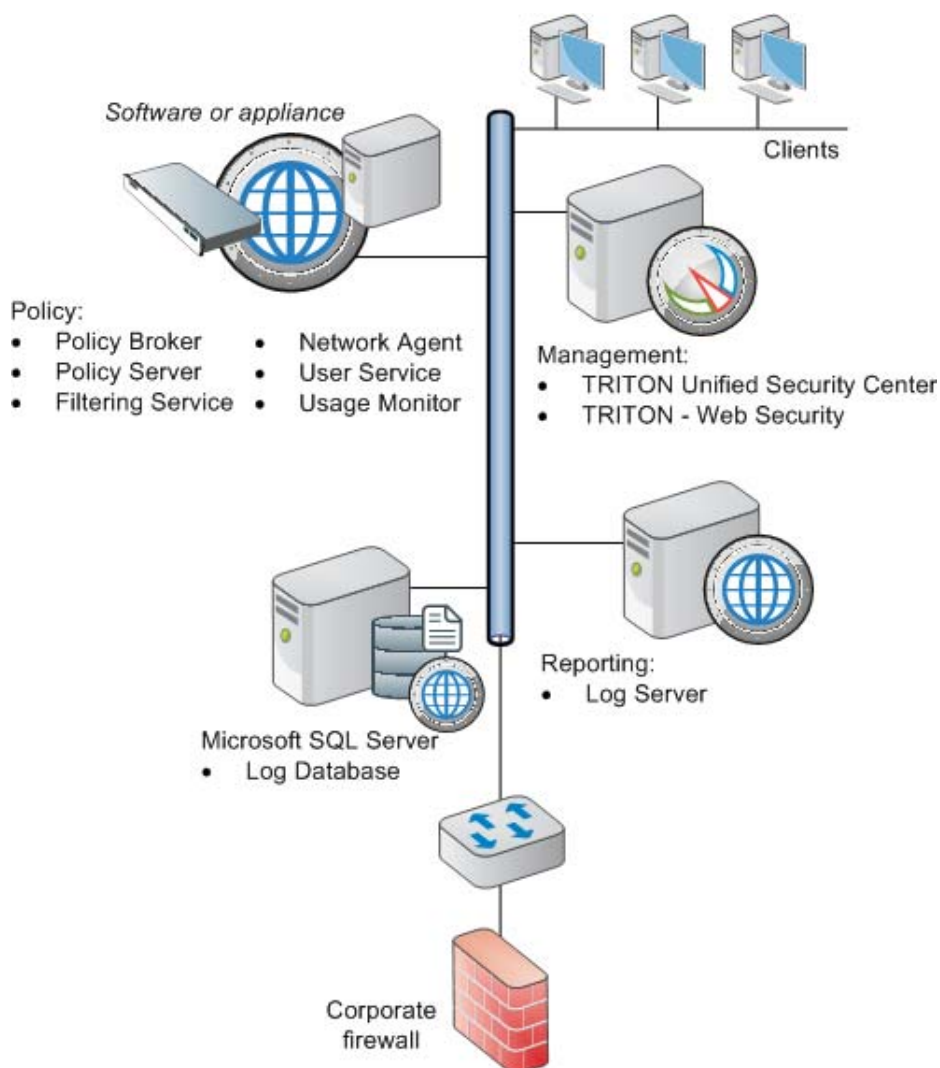 Software or appliance
Clients
Policy:
• Policy Broker
• Policy Server
• Filtering Service
• Network Agent
• User Service
• Usage Monitor
Management:
• TRITON Unified Security Center
• TRITON - Web Security
Reporting:
• Log Server
Microsoft SQL Server
• Log Database
Corporate
firewall